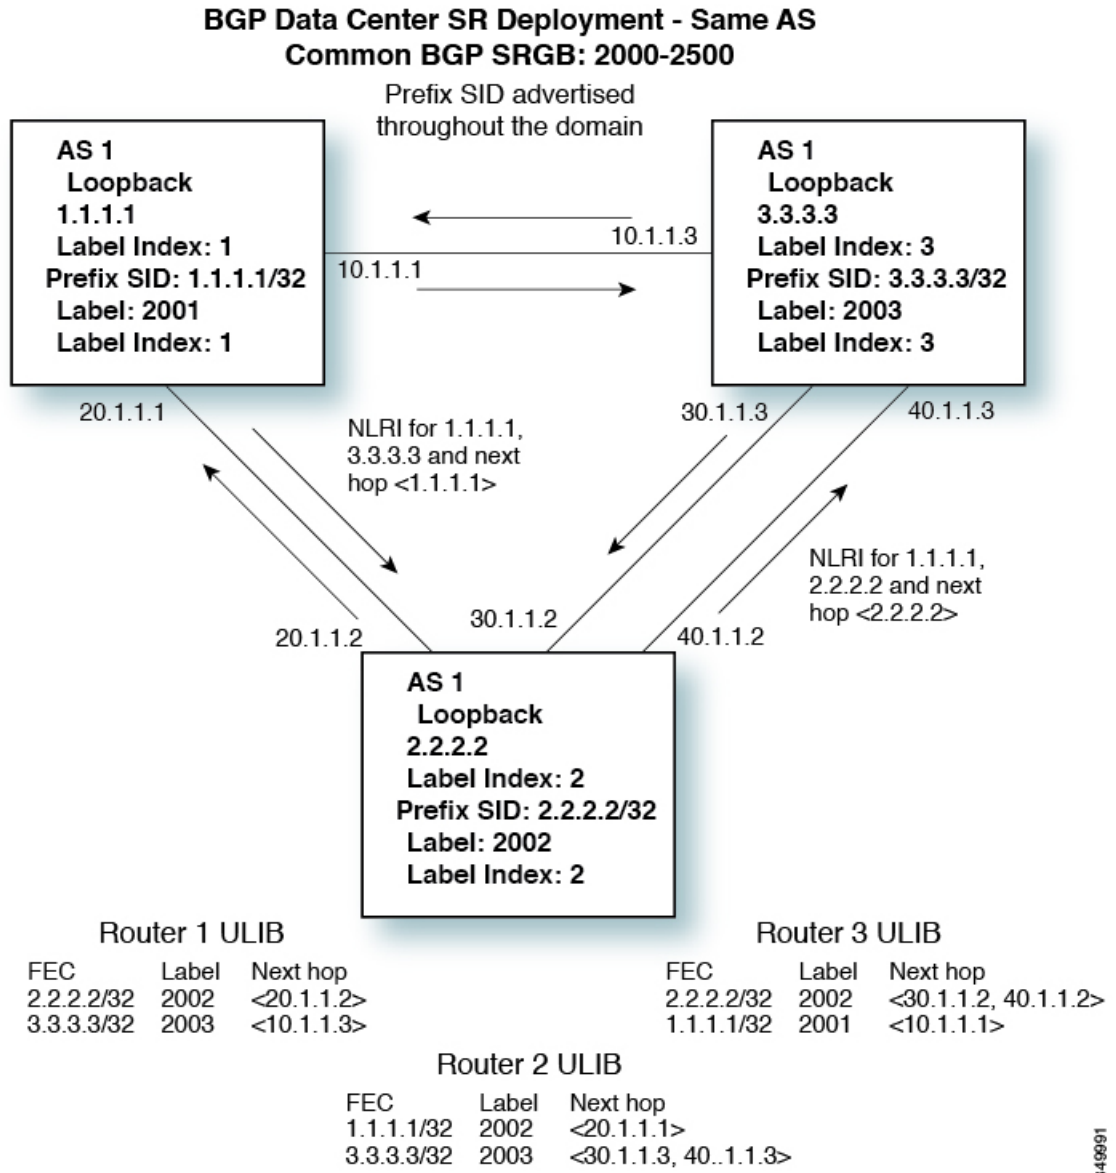 BGP Data Center SR Deployment - Same AS
Common BGP SRGB: 2000-2500
Prefix SID advertised
throughout the domain
AS 1
Loopback
1.1.1.1
Label Index: 1
Prefix SID: 1.1.1.1/32
Label: 2001
Label Index: 1
AS 1
Loopback
3.3.3.3
Label Index: 3
Prefix SID: 3.3.3.3/32
Label: 2003
Label Index: 3
10.1.1.3
10.1.1.1
20.1.1.1
30.1.1.3
40.1.1.3
NLRI for 1.1.1.1,
3.3.3.3 and next
hop <1.1.1.1>
NLRI for 1.1.1.1,
2.2.2.2 and next
hop <2.2.2.2>
20.1.1.2
30.1.1.2
40.1.1.2
AS 1
Loopback
2.2.2.2
Label Index: 2
Prefix SID: 2.2.2.2/32
Label: 2002
Label Index: 2
Router 1 ULIB
FEC Label Next hop
2.2.2.2/32 2002 <20.1.1.2>
3.3.3.3/32 2003 <10.1.1.3>
Router 3 ULIB
FEC Label Next hop
2.2.2.2/32 2002 <30.1.1.2, 40.1.1.2>
1.1.1.1/32 2001 <10.1.1.1>
Router 2 ULIB
FEC Label Next hop
1.1.1.1/32 2002 <20.1.1.1>
3.3.3.3/32 2003 <30.1.1.3, 40..1.1.3>